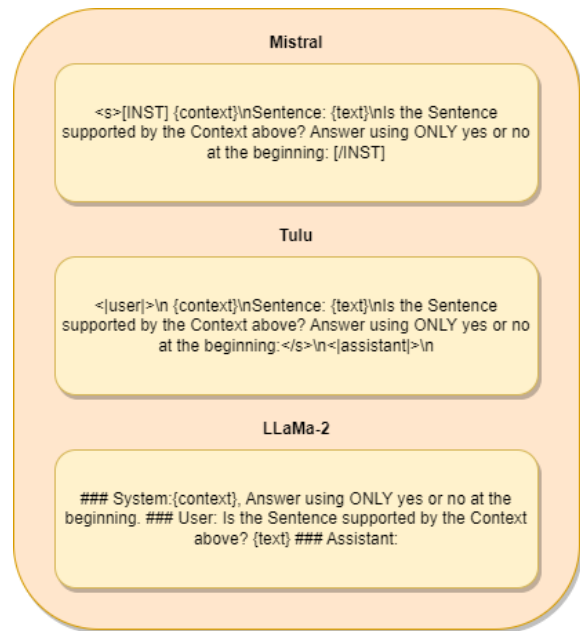 Mistral
<s>[INST] {context}\nSentence: {text}\nIs the Sentence
supported by the Context above? Answer using ONLY yes or no
at the beginning: [/INST]
Tulu
<|user|>\n {context}\nSentence: {text}\nIs the Sentence
supported by the Context above? Answer using ONLY yes or no
at the beginning:</s>\n<|assistant|>\n
LLaMa-2
### System:{context}, Answer using ONLY yes or no at the
beginning. ### User: Is the Sentence supported by the Context
above? {text} ### Assistant: